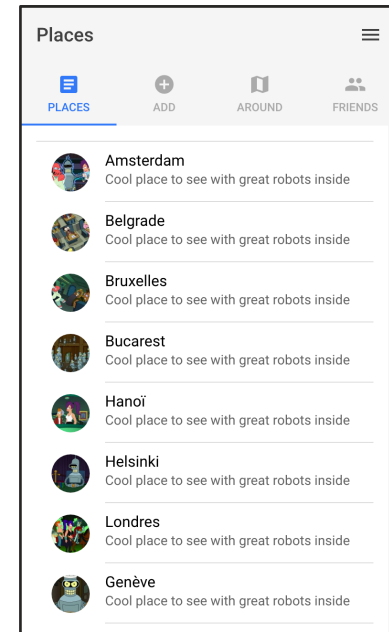 Places
PLACES ADD AROUND FRIENDS
Amsterdam
Cool place to see with great robots inside
Belgrade
Cool place to see with great robots inside
Bruxelles
Cool place to see with great robots inside
Bucarest
Cool place to see with great robots inside
Hanoï
Cool place to see with great robots inside
Helsinki
Cool place to see with great robots inside
Londres
Cool place to see with great robots inside
Genève
Cool place to see with great robots inside